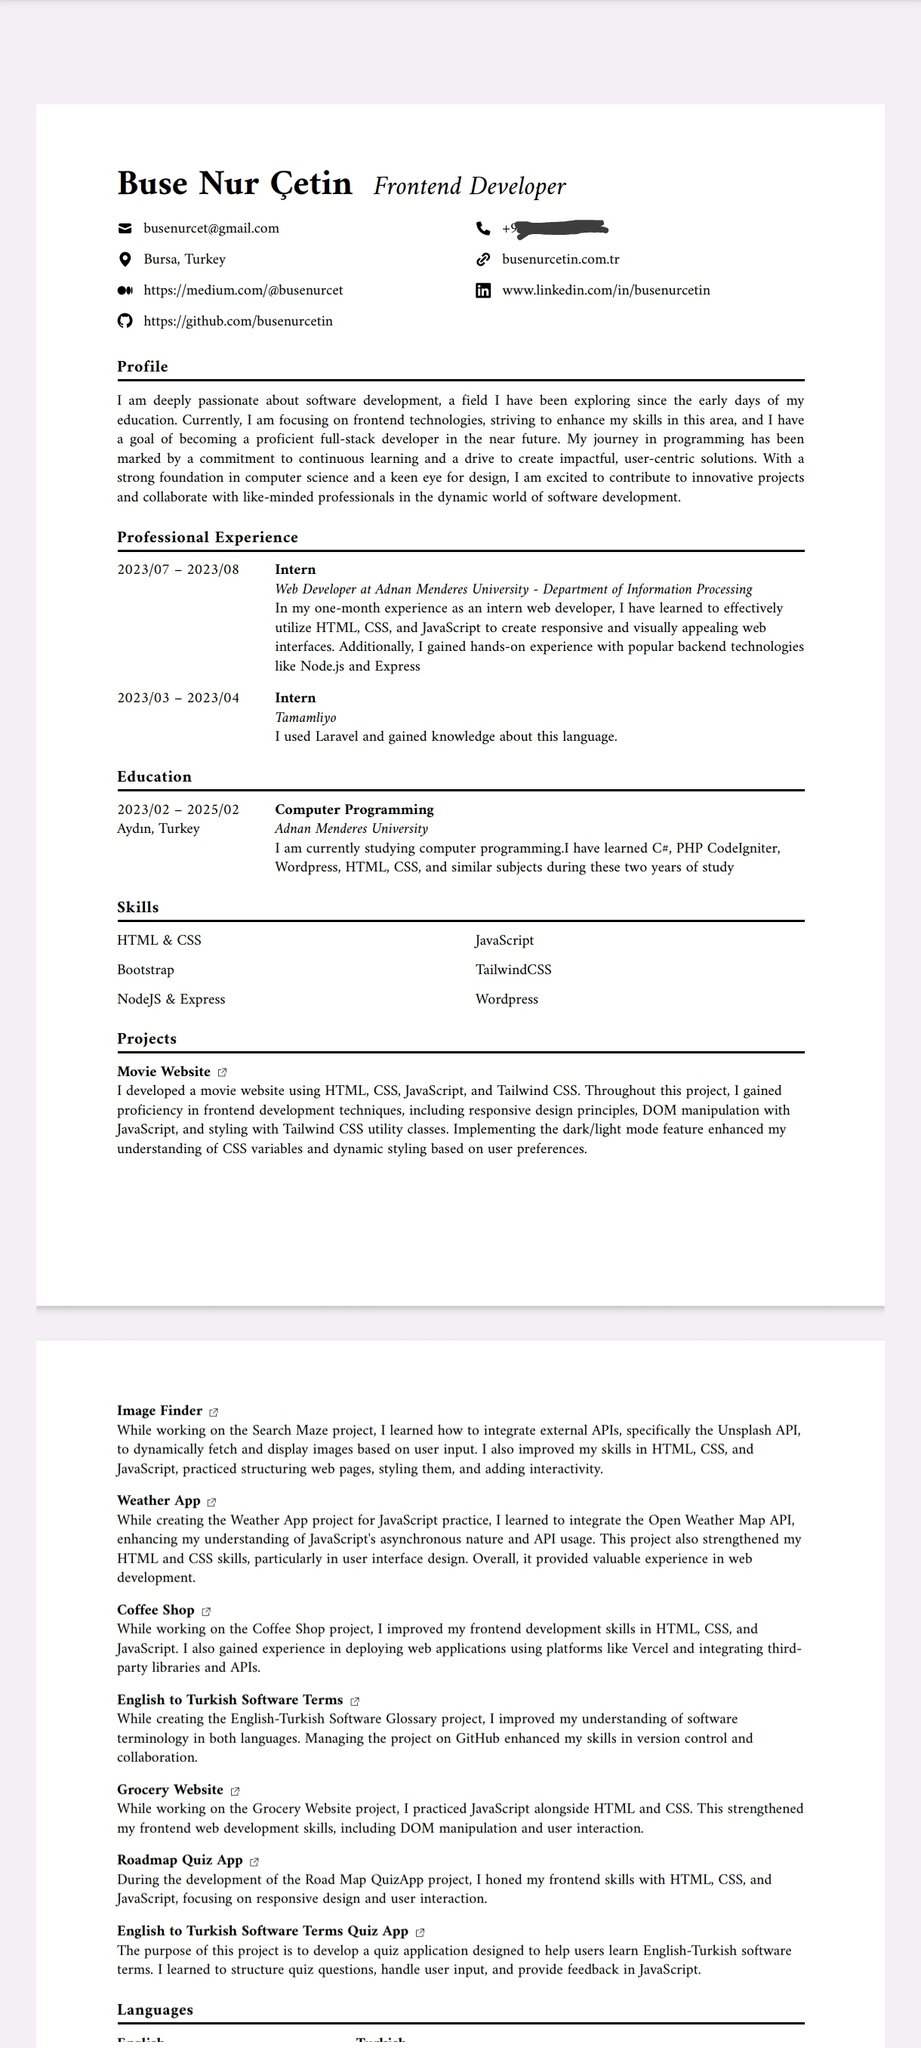 Buse Nur Çetin Frontend Developer
busenurcet@gmail.com
+9
Bursa, Turkey
busenurcetin.com.tr
https://medium.com/@busenurcet
www.linkedin.com/in/busenurcetin
https://github.com/busenurcetin
Profile
I am deeply passionate about software development, a field I have been exploring since the early days of my
education. Currently, I am focusing on frontend technologies, striving to enhance my skills in this area, and I have
a goal of becoming a proficient full-stack developer in the near future. My journey in programming has been
marked by a commitment to continuous learning and a drive to create impactful, user-centric solutions. With a
strong foundation in computer science and a keen eye for design, I am excited to contribute to innovative projects
and collaborate with like-minded professionals in the dynamic world of software development.
Professional Experience
2023/07 – 2023/08 Intern
Web Developer at Adnan Menderes University - Department of Information Processing
In my one-month experience as an intern web developer, I have learned to effectively
utilize HTML, CSS, and JavaScript to create responsive and visually appealing web
interfaces. Additionally, I gained hands-on experience with popular backend technologies
like Node.js and Express
2023/03 – 2023/04 Intern
Tamamliyo
I used Laravel and gained knowledge about this language.
Education
2023/02 – 2025/02 Computer Programming
Aydın, Turkey Adnan Menderes University
I am currently studying computer programming.I have learned C#, PHP CodeIgniter,
Wordpress, HTML, CSS, and similar subjects during these two years of study
Skills
HTML & CSS JavaScript
Bootstrap TailwindCSS
NodeJS & Express Wordpress
Projects
Movie Website
I developed a movie website using HTML, CSS, JavaScript, and Tailwind CSS. Throughout this project, I gained
proficiency in frontend development techniques, including responsive design principles, DOM manipulation with
JavaScript, and styling with Tailwind CSS utility classes. Implementing the dark/light mode feature enhanced my
understanding of CSS variables and dynamic styling based on user preferences.
Image Finder
While working on the Search Maze project, I learned how to integrate external APIs, specifically the Unsplash API,
to dynamically fetch and display images based on user input. I also improved my skills in HTML, CSS, and
JavaScript, practiced structuring web pages, styling them, and adding interactivity.
Weather App
While creating the Weather App project for JavaScript practice, I learned to integrate the Open Weather Map API,
enhancing my understanding of JavaScript's asynchronous nature and API usage. This project also strengthened my
HTML and CSS skills, particularly in user interface design. Overall, it provided valuable experience in web
development.
Coffee Shop
While working on the Coffee Shop project, I improved my frontend development skills in HTML, CSS, and
JavaScript. I also gained experience in deploying web applications using platforms like Vercel and integrating third-
party libraries and APIs.
English to Turkish Software Terms
While creating the English-Turkish Software Glossary project, I improved my understanding of software
terminology in both languages. Managing the project on GitHub enhanced my skills in version control and
collaboration.
Grocery Website
While working on the Grocery Website project, I practiced JavaScript alongside HTML and CSS. This strengthened
my frontend web development skills, including DOM manipulation and user interaction.
Roadmap Quiz App
During the development of the Road Map QuizApp project, I honed my frontend skills with HTML, CSS, and
JavaScript, focusing on responsive design and user interaction.
English to Turkish Software Terms Quiz App
The purpose of this project is to develop a quiz application designed to help users learn English-Turkish software
terms. I learned to structure quiz questions, handle user input, and provide feedback in JavaScript.
Languages
English Turkish